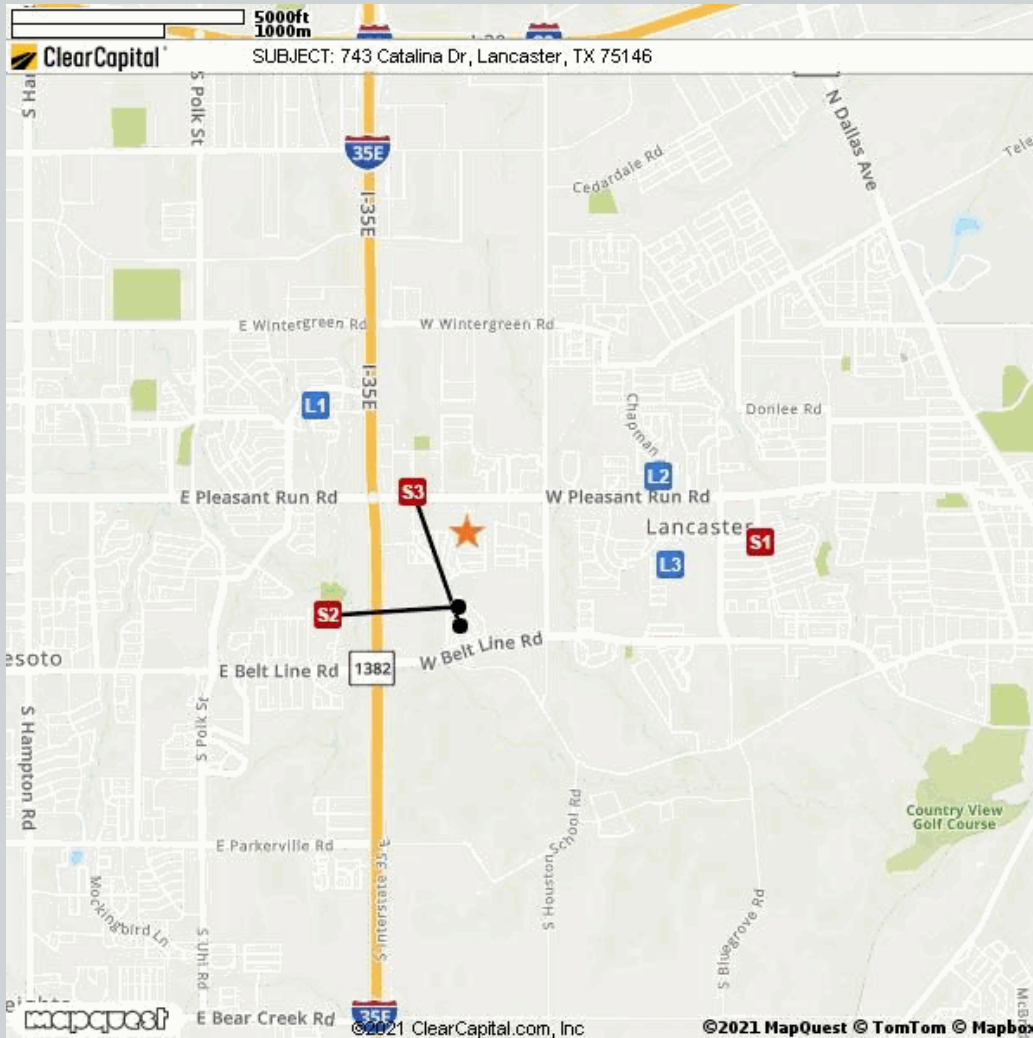 5000ft
1000m
ClearCapital
SUBJECT: 743 Catalina Dr, Lancaster, TX 75146
S Polk St
N Dallas Ave
35E
Cedardale Rd
I-35E
E Wintergreen Rd
W Wintergreen Rd
I-35E
L1
Chapman
Donlee Rd
L2
S3
E Pleasant Run Rd
W Pleasant Run Rd
Lancaster
S1
L3
S2
W Belt Line Rd
esoto
E Belt Line Rd
1382
S Polk St
S Hampton Rd
Country View
Golf Course
E Parkerville Rd
S Interstate 35 E
S Houston School Rd
Mockingbird Ln
S Uhl Rd
S Bluegrove Rd
mapquest
E Bear Creek Rd
35E
©2021 ClearCapital.com, Inc
©2021 MapQuest © TomTom © Mapbox